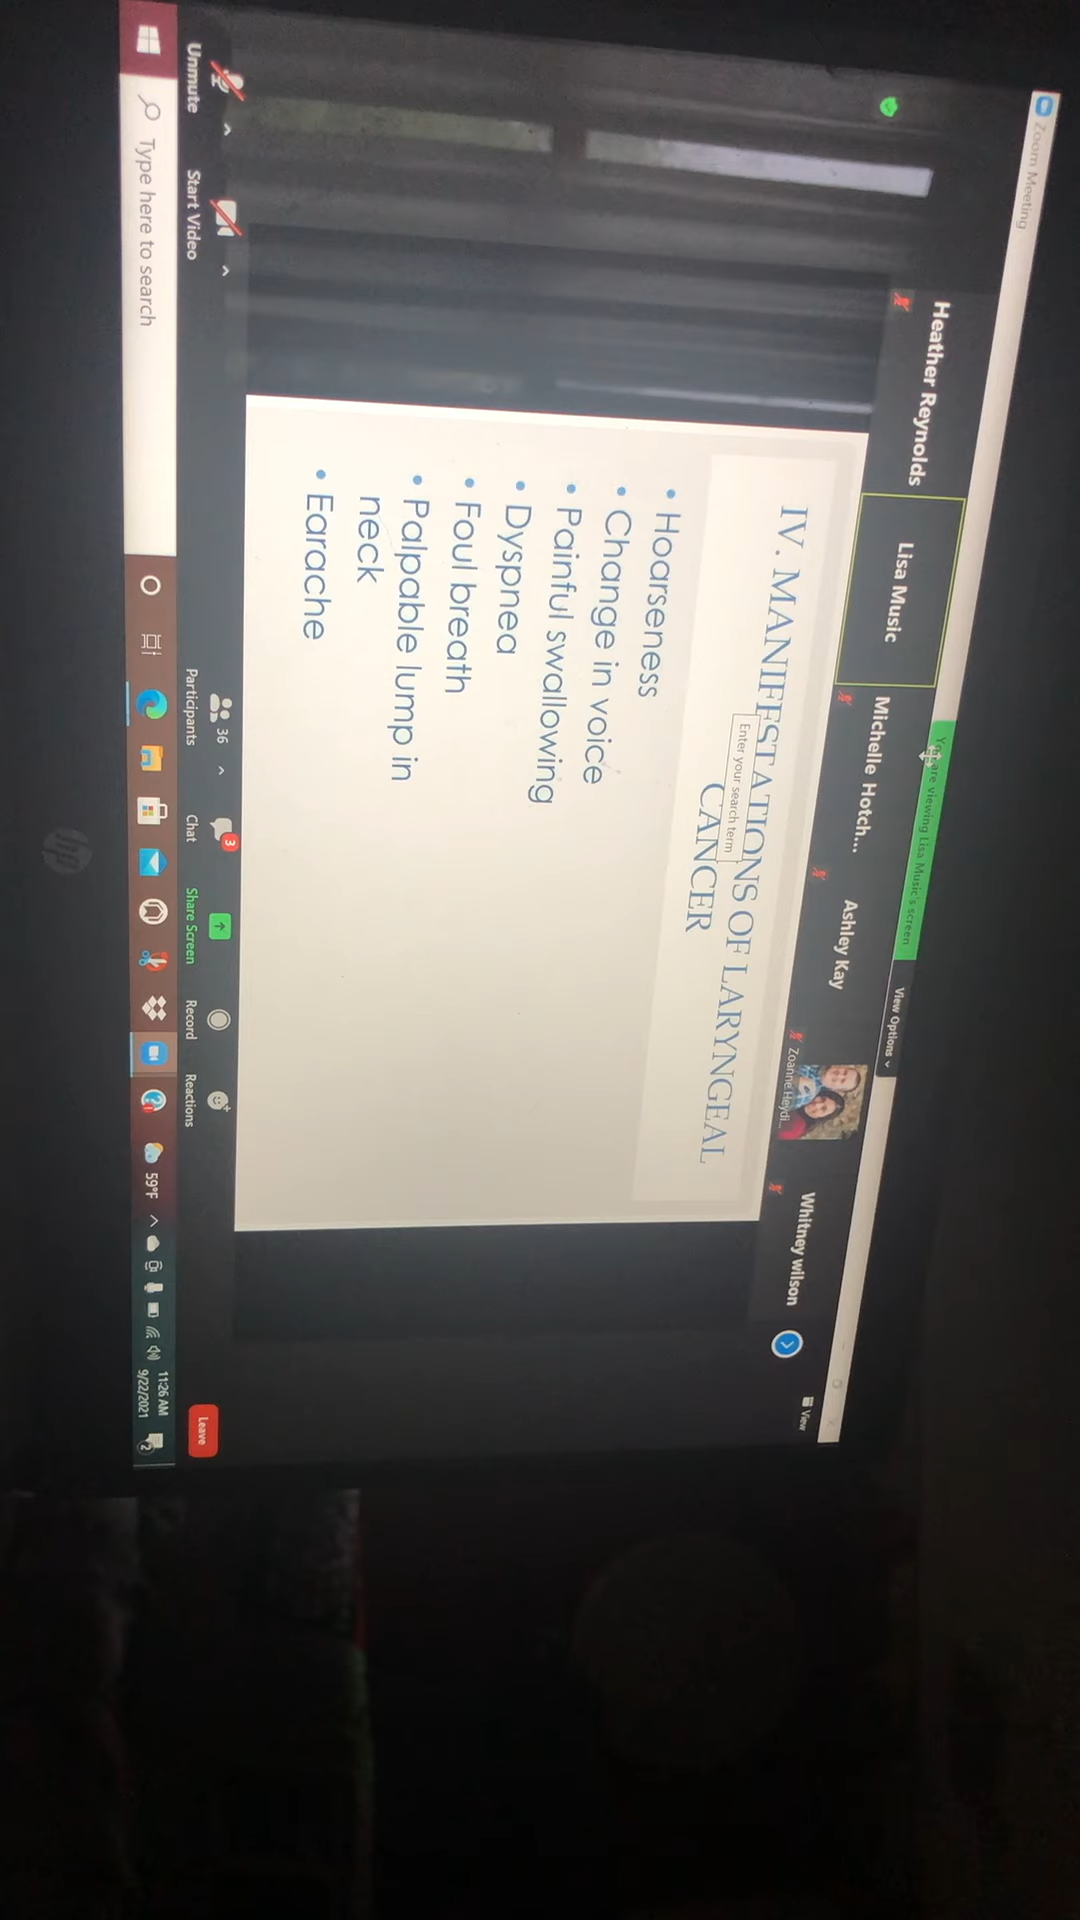 Zoom Meeting
You are viewing Lisa Music's screen
View Options
View
Heather Reynolds
Lisa Music
Michelle Hotch...
Ashley Kay
Zoanne Heydi...
Whitney wilson
IV. MANIFESTATIONS OF LARYNGEAL
CANCER
Enter your search term
• Hoarseness
• Change in voice
• Painful swallowing
• Dyspnea
• Foul breath
• Palpable lump in
neck
• Earache
Unmute
Start Video
Participants
36
Chat
3
Share Screen
Record
Reactions
Leave
Type here to search
59°F
11:26 AM
9/22/2021
2
hp